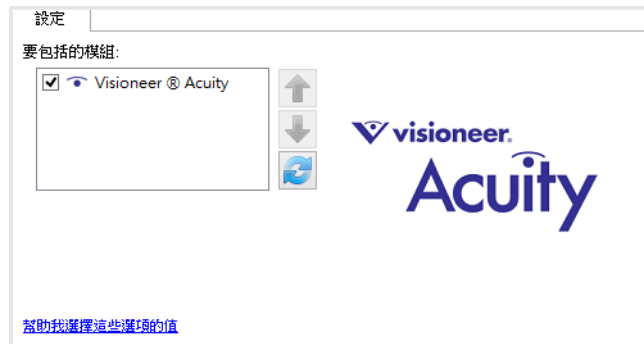 設定
要包括的模組:
Visioneer ® Acuity
visioneer®
Acuity
幫助我選擇這些選項的值